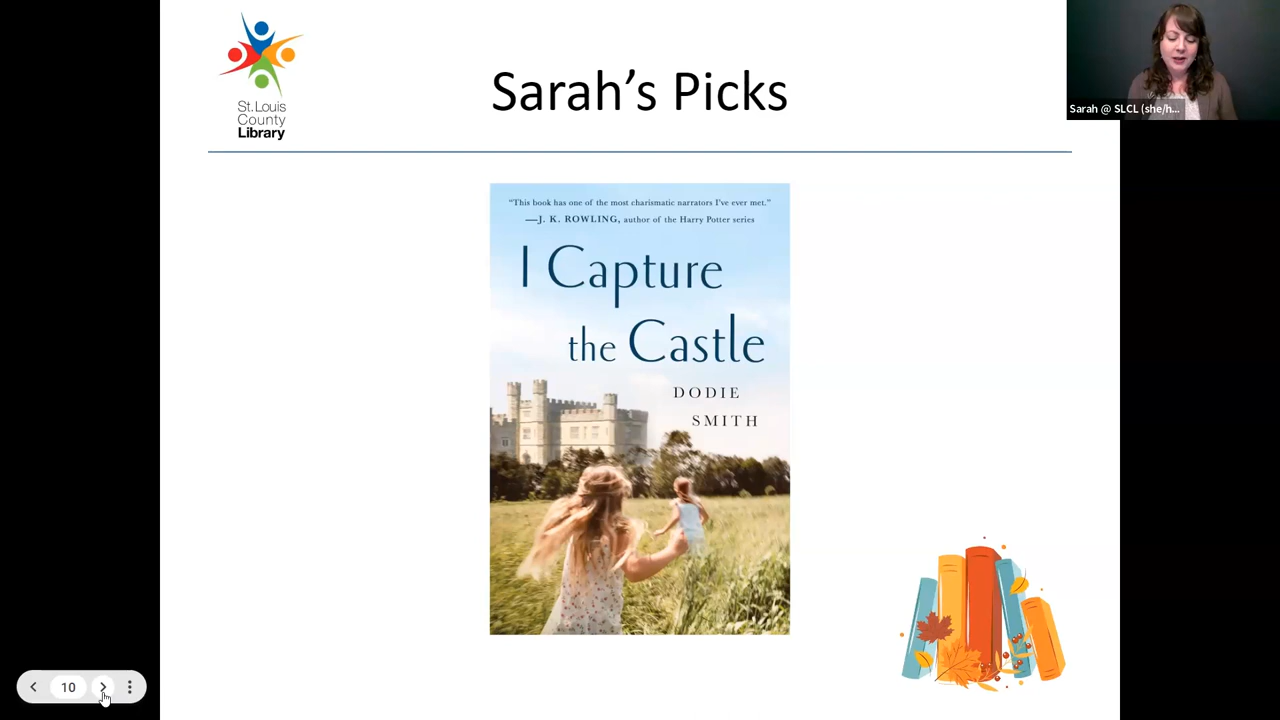 St.Louis
County
Library
Sarah's Picks
Sarah @ SLCL (she/h...
“This book has one of the most charismatic narrators I've ever met.”
—J. K. ROWLING, author of the Harry Potter series
I Capture
the Castle
DODIE
SMITH
10